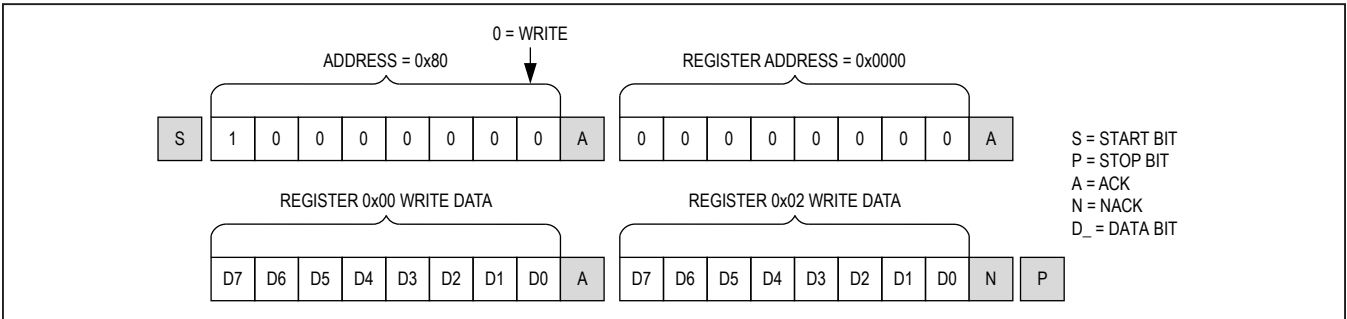 0 = WRITE
ADDRESS = 0x80
REGISTER ADDRESS = 0x0000
S 1 0 0 0 0 0 0 0 A 0 0 0 0 0 0 0 0 A
S = START BIT
P = STOP BIT
A = ACK
N = NACK
D_ = DATA BIT
REGISTER 0x00 WRITE DATA
REGISTER 0x02 WRITE DATA
D7 D6 D5 D4 D3 D2 D1 D0 A D7 D6 D5 D4 D3 D2 D1 D0 N P